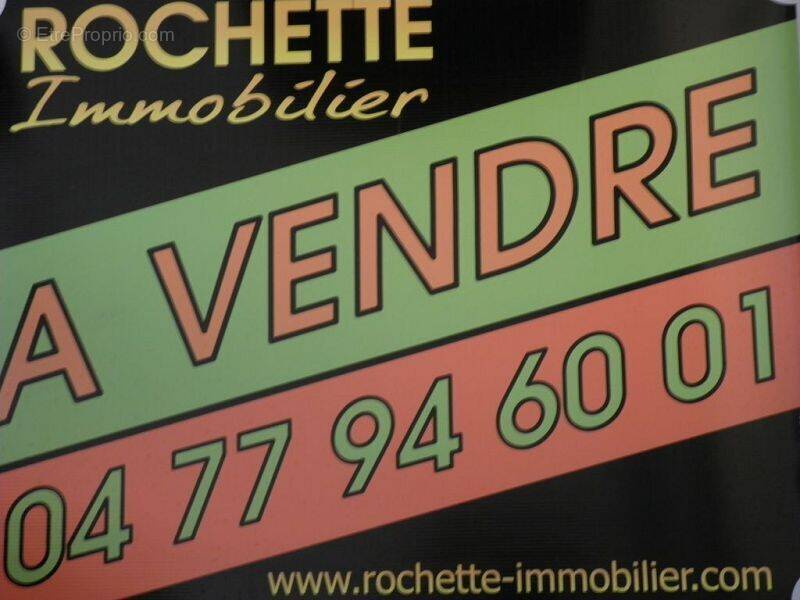 © EtreProprio.com
ROCHETTE
Immobilier
A VENDRE
04 77 94 60 01
www.rochette-immobilier.com